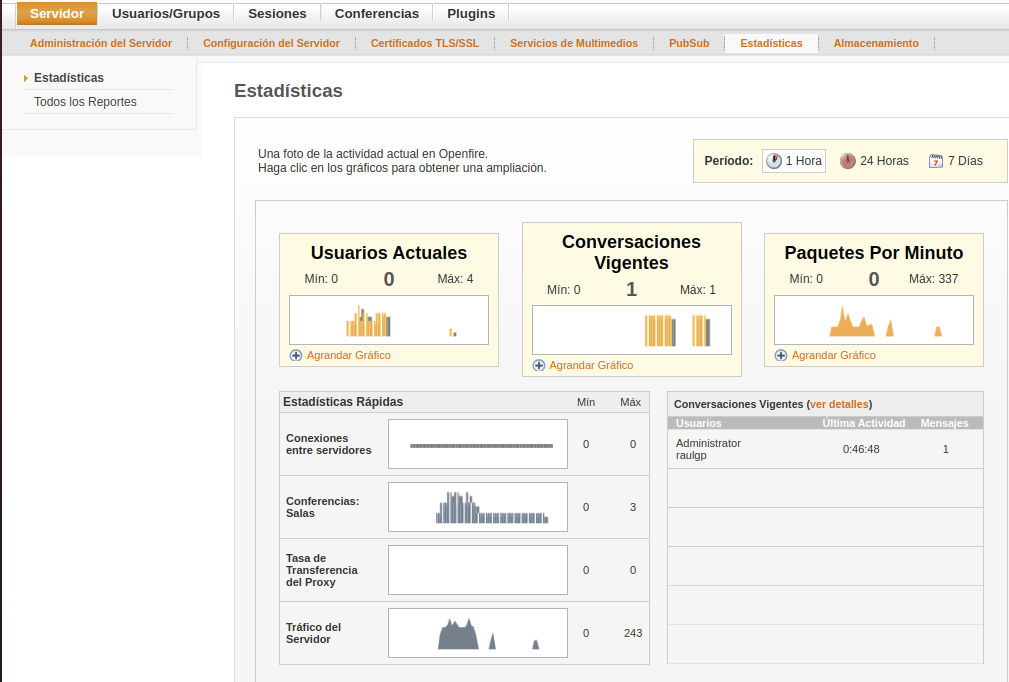 Servidor Usuarios/Grupos Sesiones Conferencias Plugins
Administración del Servidor Configuración del Servidor Certificados TLS/SSL Servicios de Multimedios PubSub Estadísticas Almacenamiento
Estadísticas
Todos los Reportes
Estadísticas
Una foto de la actividad actual en Openfire.
Haga clic en los gráficos para obtener una ampliación.
Período: 1 Hora 24 Horas 7 Días
Usuarios Actuales
Mín: 0 0 Máx: 4
Agrandar Gráfico
Conversaciones
Vigentes
Mín: 0 1 Máx: 1
Agrandar Gráfico
Paquetes Por Minuto
Mín: 0 0 Máx: 337
Agrandar Gráfico
Estadísticas Rápidas Mín Máx
Conexiones
entre servidores
0 0
Conferencias:
Salas
0 3
Tasa de
Transferencia
del Proxy
0 0
Tráfico del
Servidor
0 243
Conversaciones Vigentes (ver detalles)
Usuarios Última Actividad Mensajes
Administrator
raulgp
0:46:48 1